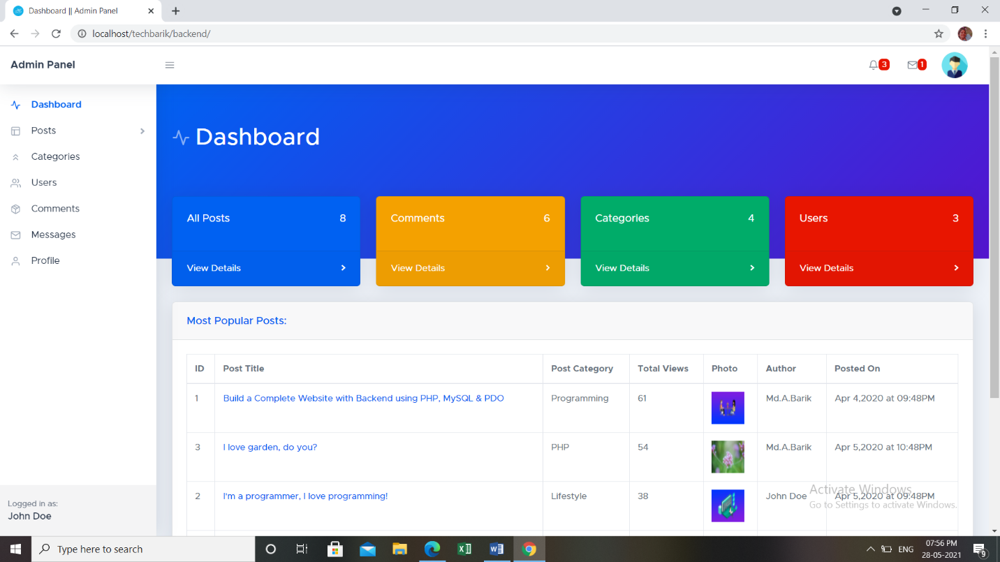 Dashboard || Admin Panel
localhost/techbarik/backend/
Admin Panel
3
1
Dashboard
Posts
Categories
Users
Comments
Messages
Profile
Logged in as:
John Doe
Dashboard
All Posts 8
View Details
Comments 6
View Details
Categories 4
View Details
Users 3
View Details
Most Popular Posts:
ID Post Title Post Category Total Views Photo Author Posted On
1 Build a Complete Website with Backend using PHP, MySQL & PDO Programming 61 Md.A.Barik Apr 4,2020 at 09:48PM
3 I love garden, do you? PHP 54 Md.A.Barik Apr 5,2020 at 10:48PM
2 I'm a programmer, I love programming! Lifestyle 38 John Doe Apr 5,2020 at 09:48PM
Activate Windows
Go to Settings to activate Windows.
Type here to search
ENG
07:56 PM
28-05-2021
9